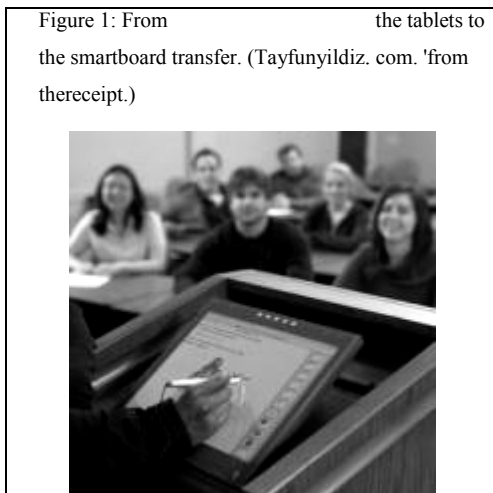 Figure 1: From the tablets to
the smartboard transfer. (Tayfunyildiz. com. 'from
thereceipt.)